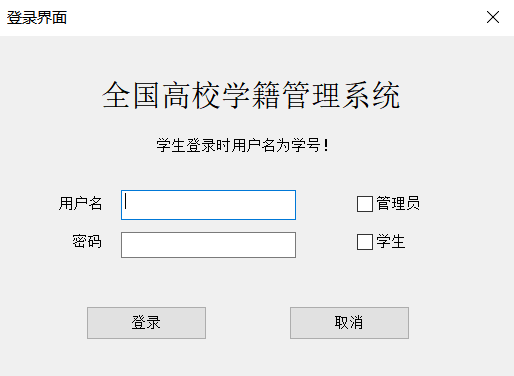 登录界面
全国高校学籍管理系统
学生登录时用户名为学号!
用户名
管理员
密码
学生
登录
取消